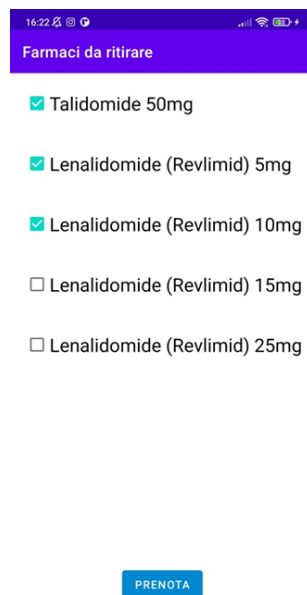 16:22
Farmaci da ritirare
Talidomide 50mg
Lenalidomide (Revlimid) 5mg
Lenalidomide (Revlimid) 10mg
Lenalidomide (Revlimid) 15mg
Lenalidomide (Revlimid) 25mg
PRENOTA